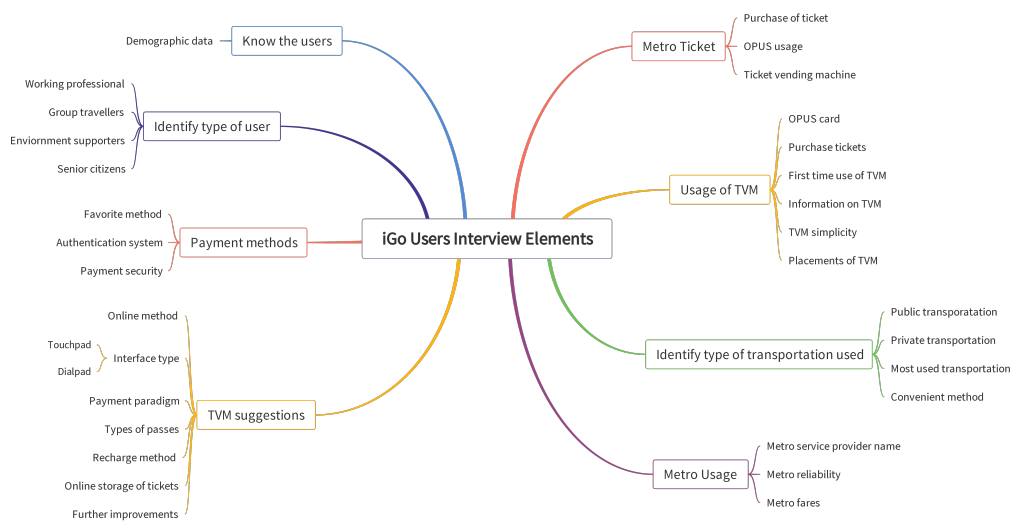 iGo Users Interview Elements
Know the users
Demographic data
Identify type of user
Working professional
Group travellers
Enviornment supporters
Senior citizens
Payment methods
Favorite method
Authentication system
Payment security
TVM suggestions
Online method
Interface type
Touchpad
Dialpad
Payment paradigm
Types of passes
Recharge method
Online storage of tickets
Further improvements
Metro Ticket
Purchase of ticket
OPUS usage
Ticket vending machine
Usage of TVM
OPUS card
Purchase tickets
First time use of TVM
Information on TVM
TVM simplicity
Placements of TVM
Identify type of transportation used
Public transporatation
Private transportation
Most used transportation
Convenient method
Metro Usage
Metro service provider name
Metro reliability
Metro fares